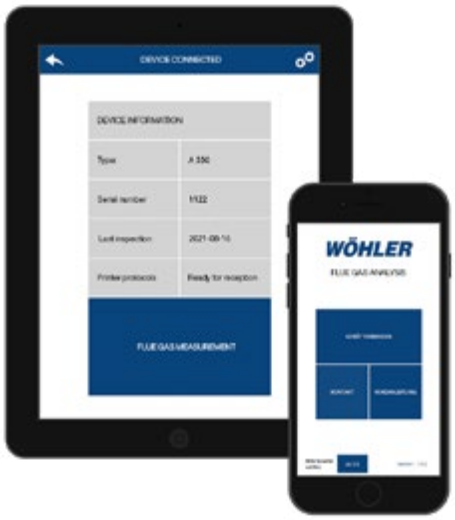 DEVICE CONNECTED
DEVICE INFORMATION
Type A 550
Serial number 1122
Last inspection 2021-08-16
Printer protocols Ready for reception
FLUE GAS MEASUREMENT
WÖHLER
FLUE GAS ANALYSIS
KONTAKT